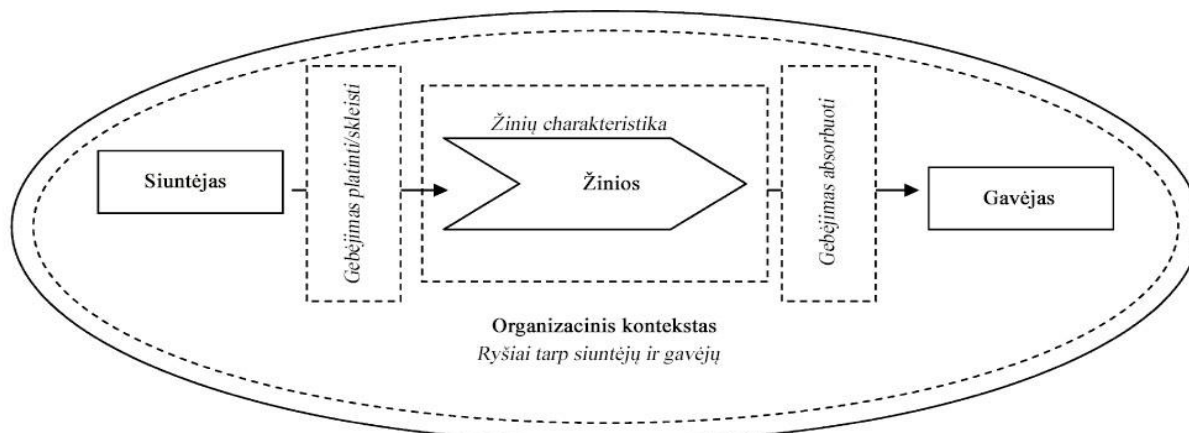 Siuntėjas
Gebėjimas platinti/skleisti
Žinių charakteristika
Žinios
Gebėjimas absorbuoti
Gavėjas
Organizacinis kontekstas
Ryšiai tarp siuntėjų ir gavėjų